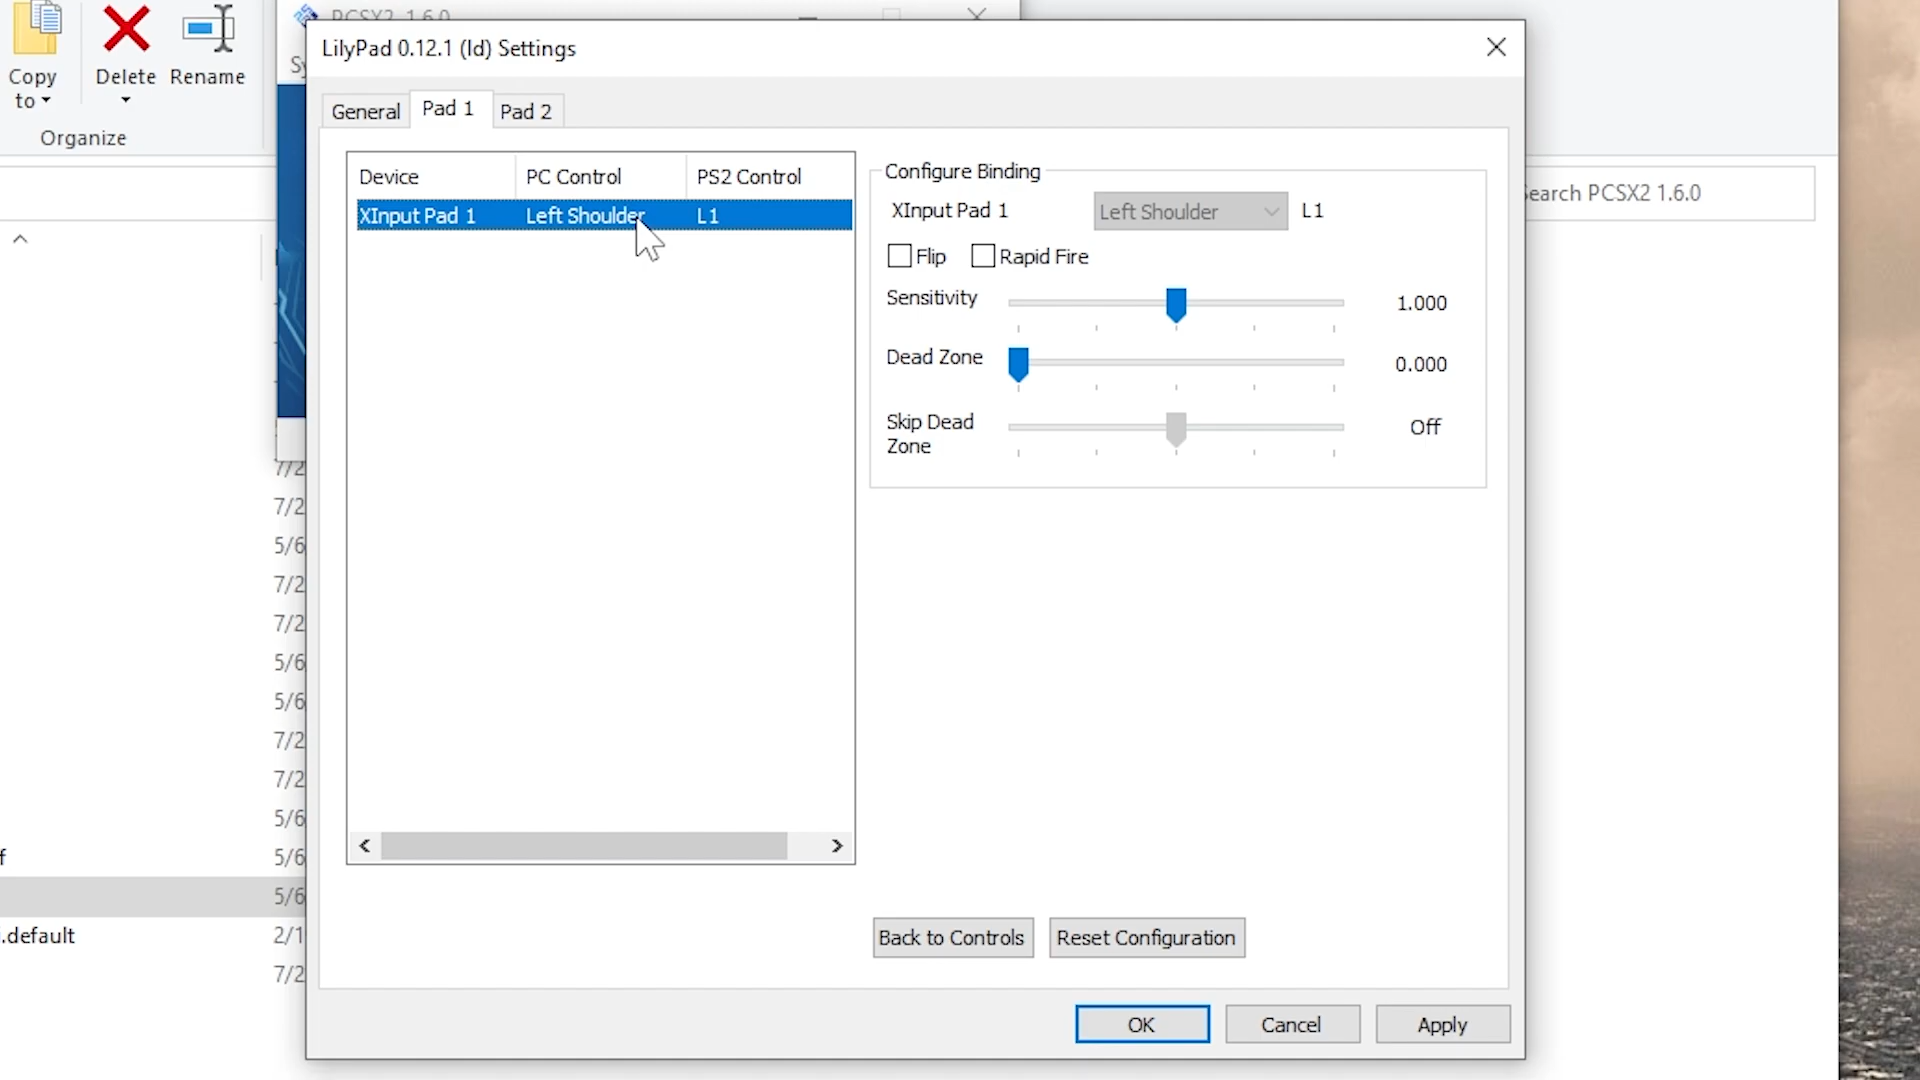 Copy
to
Delete
Rename
Organize
PCSX2 1.6.0
Sy
LilyPad 0.12.1 (ld) Settings
General
Pad 1
Pad 2
Device
PC Control
PS2 Control
XInput Pad 1
Left Shoulder
L1
Configure Binding
XInput Pad 1
Left Shoulder
L1
Flip
Rapid Fire
Sensitivity
1.000
Dead Zone
0.000
Skip Dead
Zone
Off
Back to Controls
Reset Configuration
OK
Cancel
Apply
Search PCSX2 1.6.0
7/2
7/2
5/6
7/2
7/2
5/6
5/6
7/2
7/2
5/6
f
5/6
5/6
.default
2/1
7/2